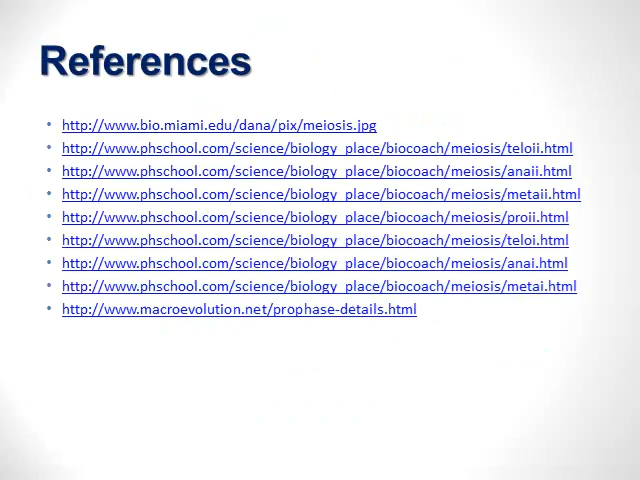 References
• http://www.bio.miami.edu/dana/pix/meiosis.jpg
• http://www.phschool.com/science/biology_place/biocoach/meiosis/teloii.html
• http://www.phschool.com/science/biology_place/biocoach/meiosis/anaii.html
• http://www.phschool.com/science/biology_place/biocoach/meiosis/metaii.html
• http://www.phschool.com/science/biology_place/biocoach/meiosis/proii.html
• http://www.phschool.com/science/biology_place/biocoach/meiosis/teloi.html
• http://www.phschool.com/science/biology_place/biocoach/meiosis/anai.html
• http://www.phschool.com/science/biology_place/biocoach/meiosis/metai.html
• http://www.macroevolution.net/prophase-details.html